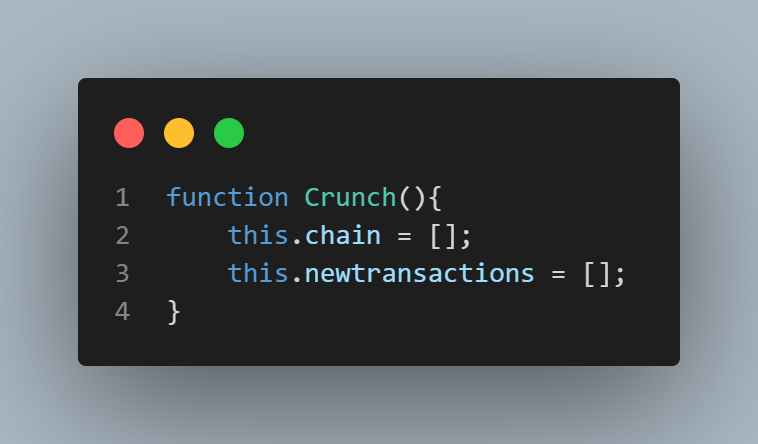 1 function Crunch(){
2     this.chain = [];
3     this.newtransactions = [];
4 }